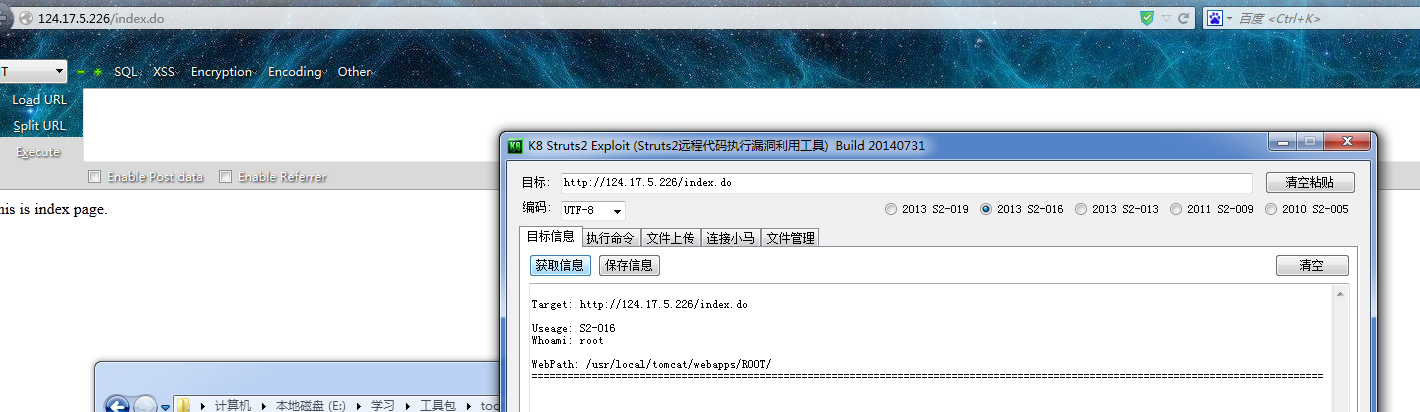 124.17.5.226/index.do
百度 <Ctrl+K>
SQL XSS Encryption Encoding Other
Load URL
Split URL
Execute
Enable Post data Enable Referrer
his is index page.
K8 Struts2 Exploit (Struts2远程代码执行漏洞利用工具) Build 20140731
目标: http://124.17.5.226/index.do 清空粘贴
编码: UTF-8 2013 S2-019 2013 S2-016 2013 S2-013 2011 S2-009 2010 S2-005
目标信息 执行命令 文件上传 连接小马 文件管理
获取信息 保存信息 清空
Target: http://124.17.5.226/index.do
Useage: S2-016
Whoami: root
WebPath: /usr/local/tomcat/webapps/ROOT/
================================================================
计算机 本地磁盘 (E:) 学习 工具包